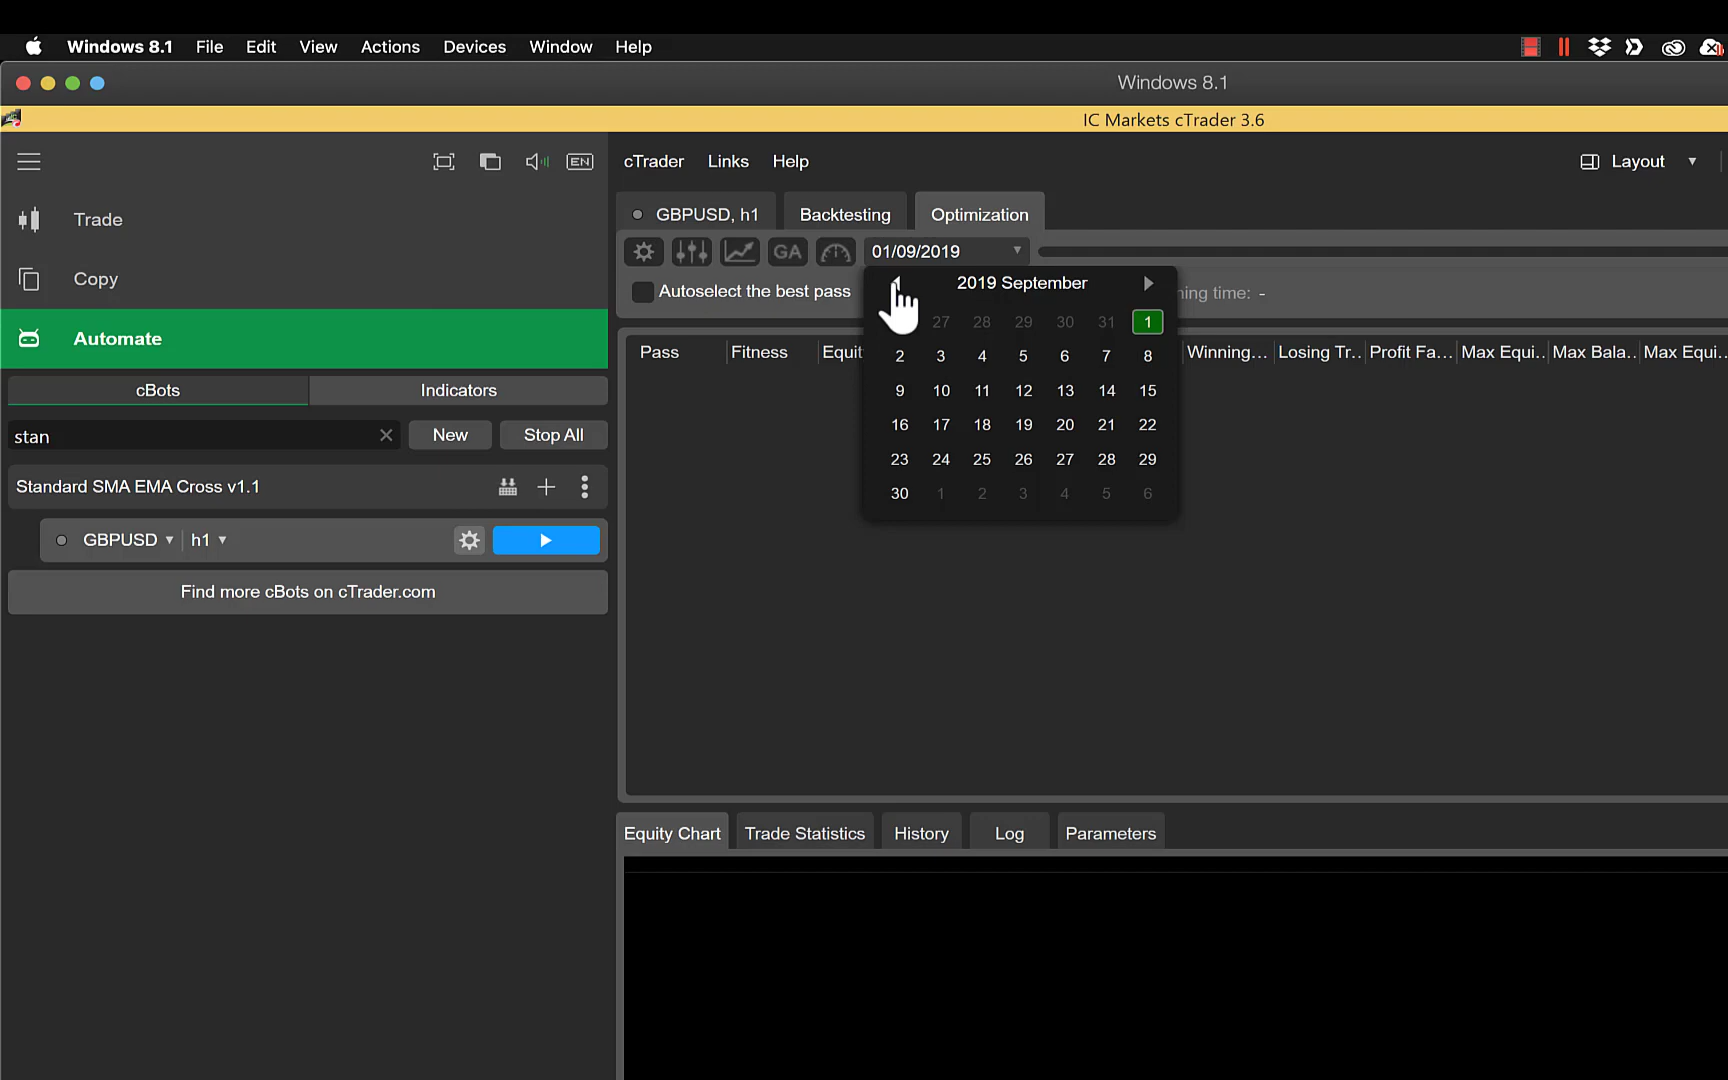 Windows 8.1 File Edit View Actions Devices Window Help
Windows 8.1
IC Markets cTrader 3.6
EN
cTrader Links Help
Layout
Trade
GBPUSD, h1 Backtesting Optimization
GA 01/09/2019
Copy
Autoselect the best pass
2019 September
ning time: -
27 28 29 30 31 1
Automate
Pass Fitness Equit
2 3 4 5 6 7 8
Winning... Losing Tr... Profit Fa... Max Equi... Max Bala... Max Equi...
cBots Indicators
9 10 11 12 13 14 15
stan New Stop All
16 17 18 19 20 21 22
23 24 25 26 27 28 29
Standard SMA EMA Cross v1.1
30 1 2 3 4 5 6
GBPUSD h1
Find more cBots on cTrader.com
Equity Chart Trade Statistics History Log Parameters